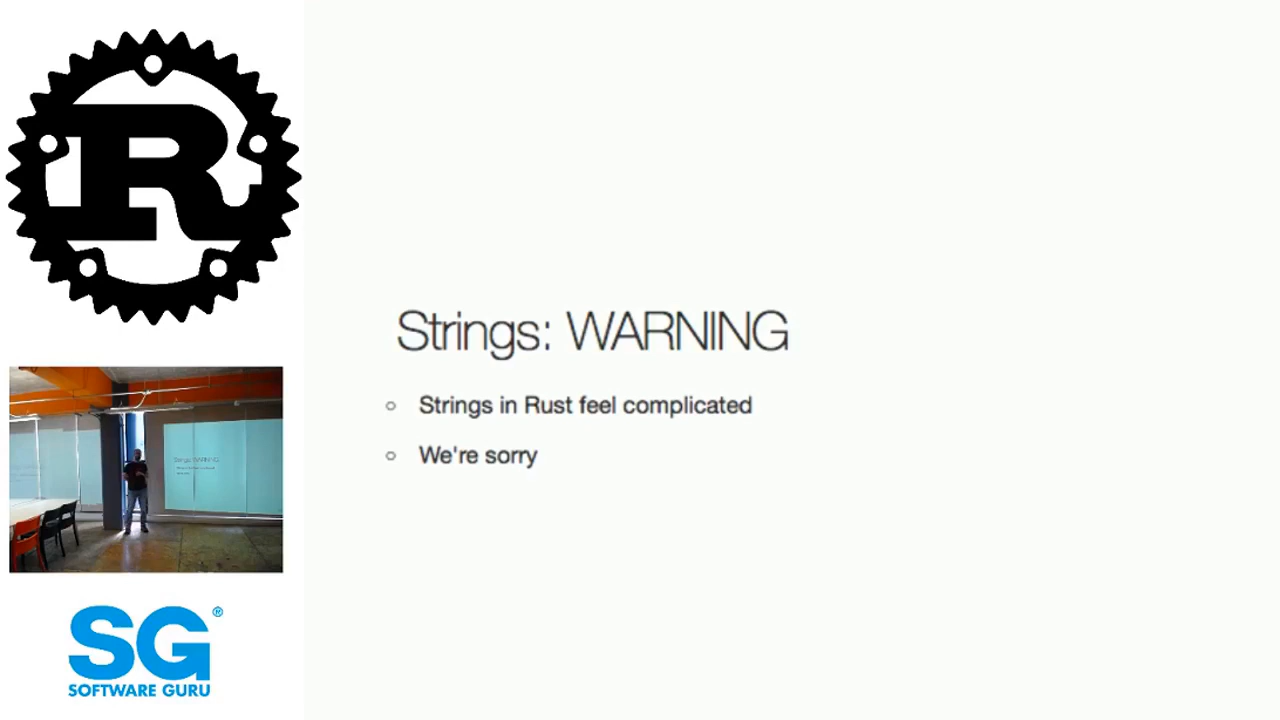 R
Strings: WARNING
Strings in Rust feel complicated
We're sorry
SG®
SOFTWARE GURU